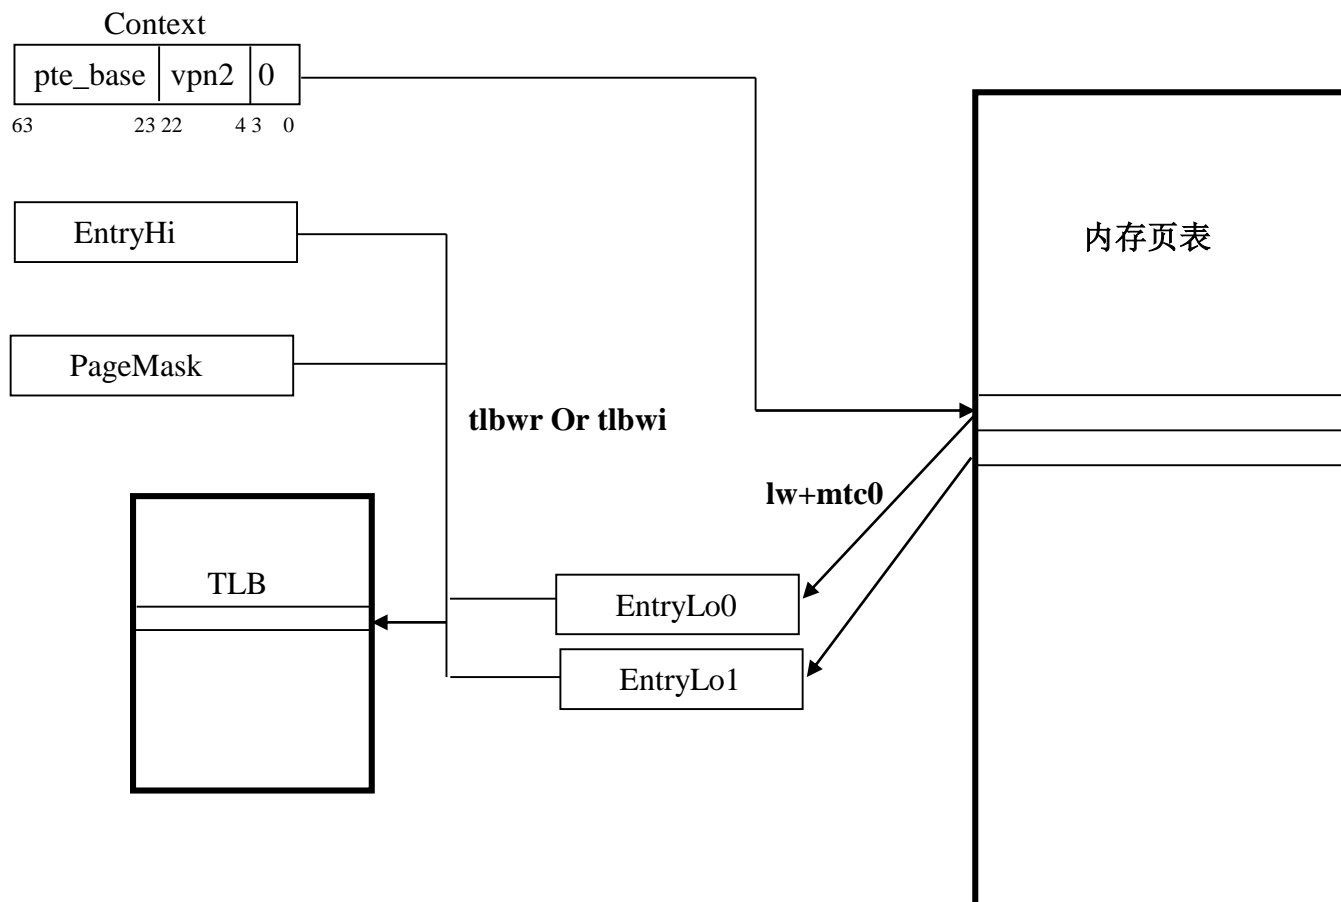 Context
pte_base vpn2 0
63 23 22 4 3 0
EntryHi
内存页表
PageMask
tlbwr Or tlbwi
lw+mtc0
TLB
EntryLo0
EntryLo1